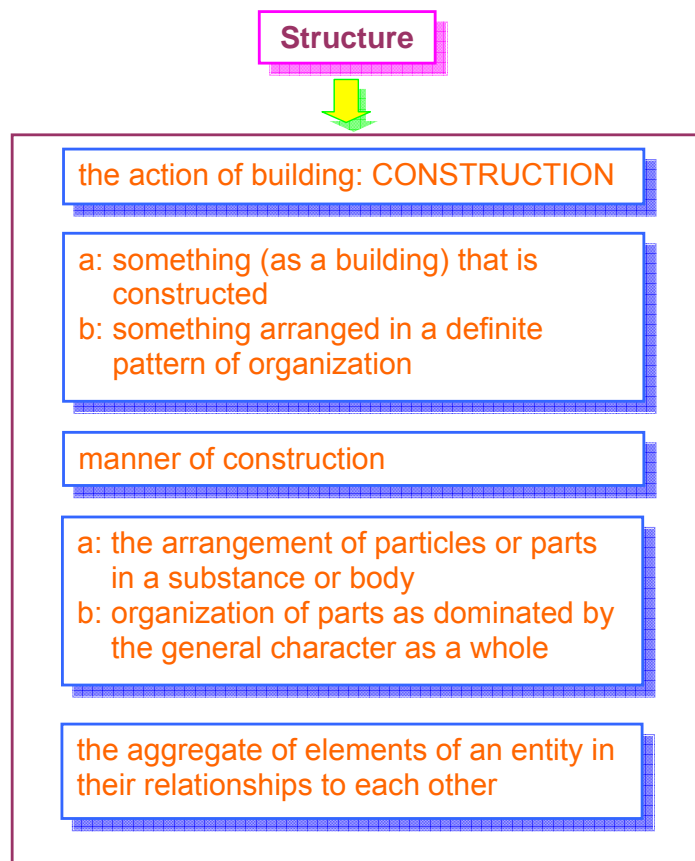 Structure
the action of building: CONSTRUCTION
a: something (as a building) that is
constructed
b: something arranged in a definite
pattern of organization
manner of construction
a: the arrangement of particles or parts
in a substance or body
b: organization of parts as dominated by
the general character as a whole
the aggregate of elements of an entity in
their relationships to each other